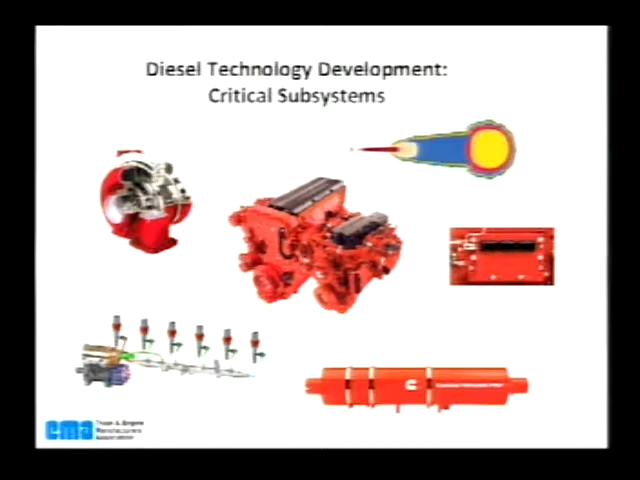 Diesel Technology Development:
Critical Subsystems
ema
Truck & Engine
Manufacturers
Association